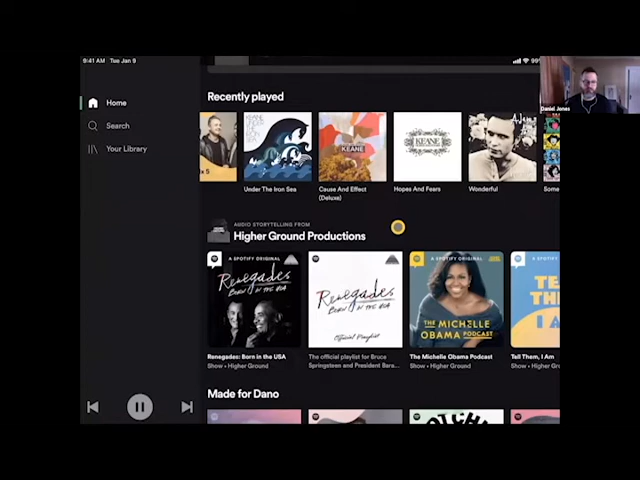 9:41 AM Tue Jan 9
99
Daniel Jones
Home
Search
Your Library
Recently played
KEANE
KEANE
Under The Iron Sea
Cause And Effect
(Deluxe)
Hopes And Fears
Wonderful
Some
AUDIO STORYTELLING FROM
Higher Ground Productions
A SPOTIFY ORIGINAL
Renegades
BORN IN THE USA
Renegades
BORN IN THE USA
Official Playlist
A SPOTIFY ORIGINAL
THE MICHELLE
OBAMA PODCAST
A SPOTIFY
TE
THE
I A
Renegades: Born in the USA
Show • Higher Ground
The official playlist for Bruce
Springsteen and President Bara...
The Michelle Obama Podcast
Show • Higher Ground
Tell Them, I Am
Show • Higher Gro
Made for Dano